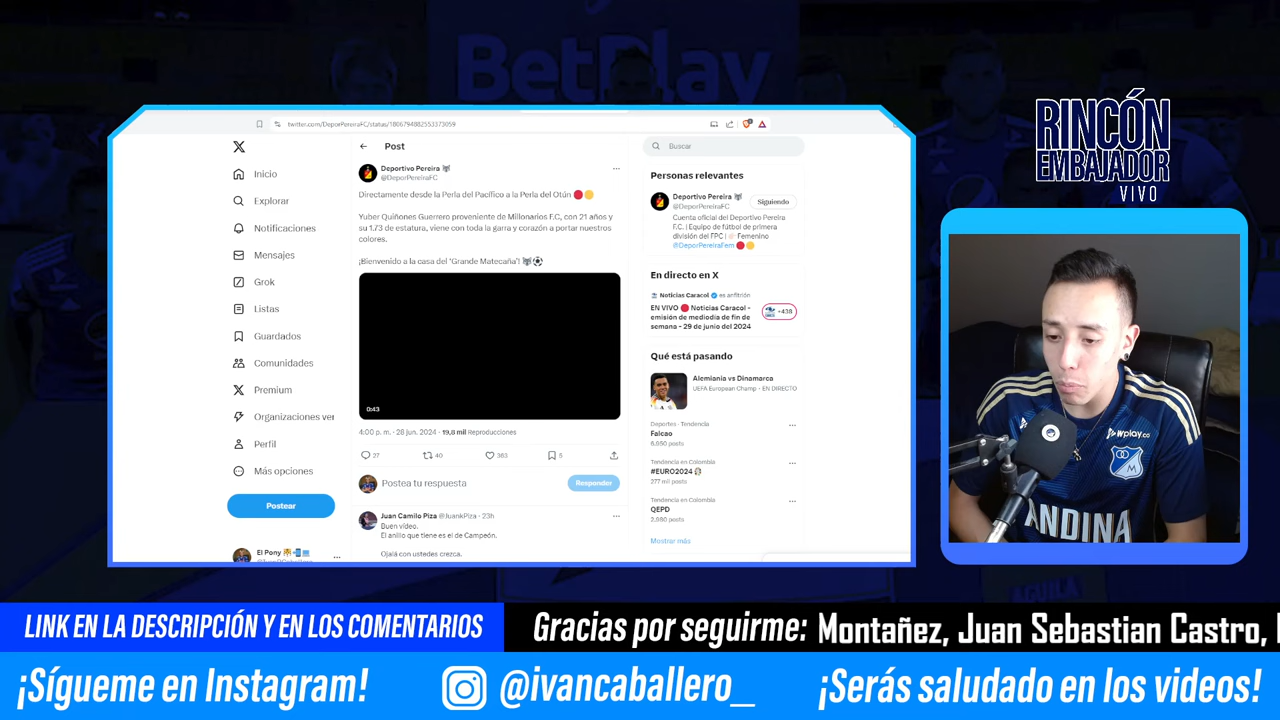 BetPlay
RINCÓN
EMBAJADOR
VIVO
twitter.com/DeporPereiraFC/status/1806794882553373059
Inicio
Explorar
Notificaciones
Mensajes
Grok
Listas
Guardados
Comunidades
Premium
Organizaciones ver
Perfil
Más opciones
Postear
El Pony
Post
Deportivo Pereira
@DeporPereiraFC
Directamente desde la Perla del Pacífico a la Perla del Otún
Yuber Quiñones Guerrero proveniente de Millonarios F.C, con 21 años y
su 1.73 de estatura, viene con toda la garra y corazón a portar nuestros
colores.
¡Bienvenido a la casa del 'Grande Matecaña'!
0:43
4:00 p. m. · 28 jun. 2024 · 19,8 mil Reproducciones
27 40 383 5
Postea tu respuesta
Responder
Juan Camilo Piza @JuankPiza · 23h
Buen vídeo.
El anillo que tiene es el de Campeón.
Ojalá con ustedes crezca.
Buscar
Personas relevantes
Deportivo Pereira
@DeporPereiraFC
Siguiendo
Cuenta oficial del Deportivo Pereira
F.C. | Equipo de fútbol de primera
división del FPC | Femenino
@DeporPereiraFem
En directo en X
Noticias Caracol es anfitrión
EN VIVO Noticias Caracol -
emisión de mediodía de fin de
semana - 29 de junio del 2024
+438
Qué está pasando
Alemiania vs Dinamarca
UEFA European Champ · EN DIRECTO
Deportes · Tendencia
Falcao
6.950 posts
Tendencia en Colombia
#EURO2024
277 mil posts
Tendencia en Colombia
QEPD
2,980 posts
Mostrar más
wplay.co
ANDINA
AGUILA
LINK EN LA DESCRIPCIÓN Y EN LOS COMENTARIOS
Gracias por seguirme: Montañez, Juan Sebastian Castro,
¡Sígueme en Instagram!
@ivancaballero_
¡Serás saludado en los videos!